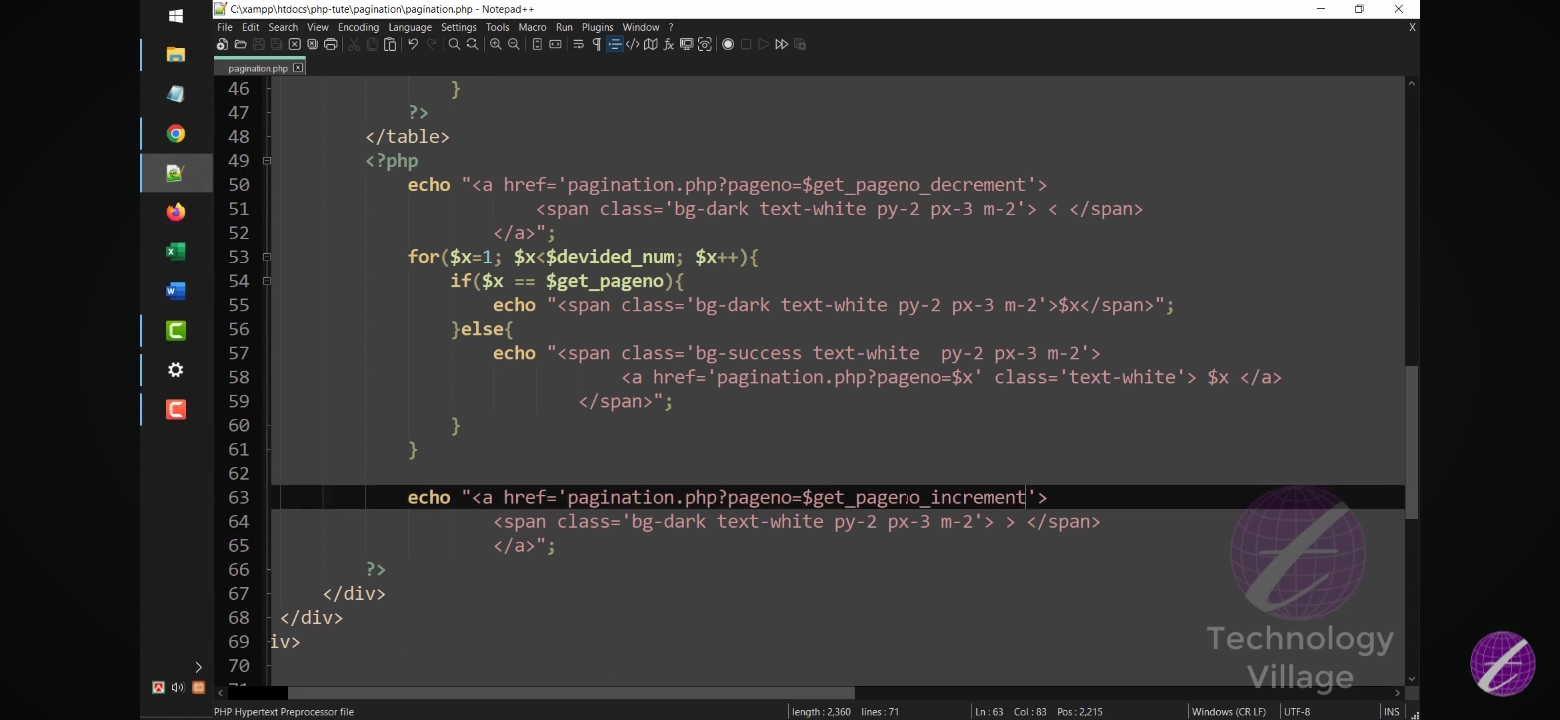 C:\xampp\htdocs\php-tute\pagination\pagination.php - Notepad++
File Edit Search View Encoding Language Settings Tools Macro Run Plugins Window ? X
pagination.php
46 }
47 ?>
48 </table>
49 <?php
50 echo "<a href='pagination.php?pageno=$get_pageno_decrement'>
51 <span class='bg-dark text-white py-2 px-3 m-2'> < </span>
52 </a>";
53 for($x=1; $x<$devided_num; $x++){
54 if($x == $get_pageno){
55 echo "<span class='bg-dark text-white py-2 px-3 m-2'>$x</span>";
56 }else{
57 echo "<span class='bg-success text-white  py-2 px-3 m-2'>
58 <a href='pagination.php?pageno=$x' class='text-white'> $x </a>
59 </span>";
60 }
61 }
62
63 echo "<a href='pagination.php?pageno=$get_pageno_increment'>
64 <span class='bg-dark text-white py-2 px-3 m-2'> > </span>
65 </a>";
66 ?>
67 </div>
68 </div>
69 iv>
70
Technology
Village
PHP Hypertext Preprocessor file length : 2,360 lines : 71 Ln : 63 Col : 83 Pos : 2,215 Windows (CR LF) UTF-8 INS